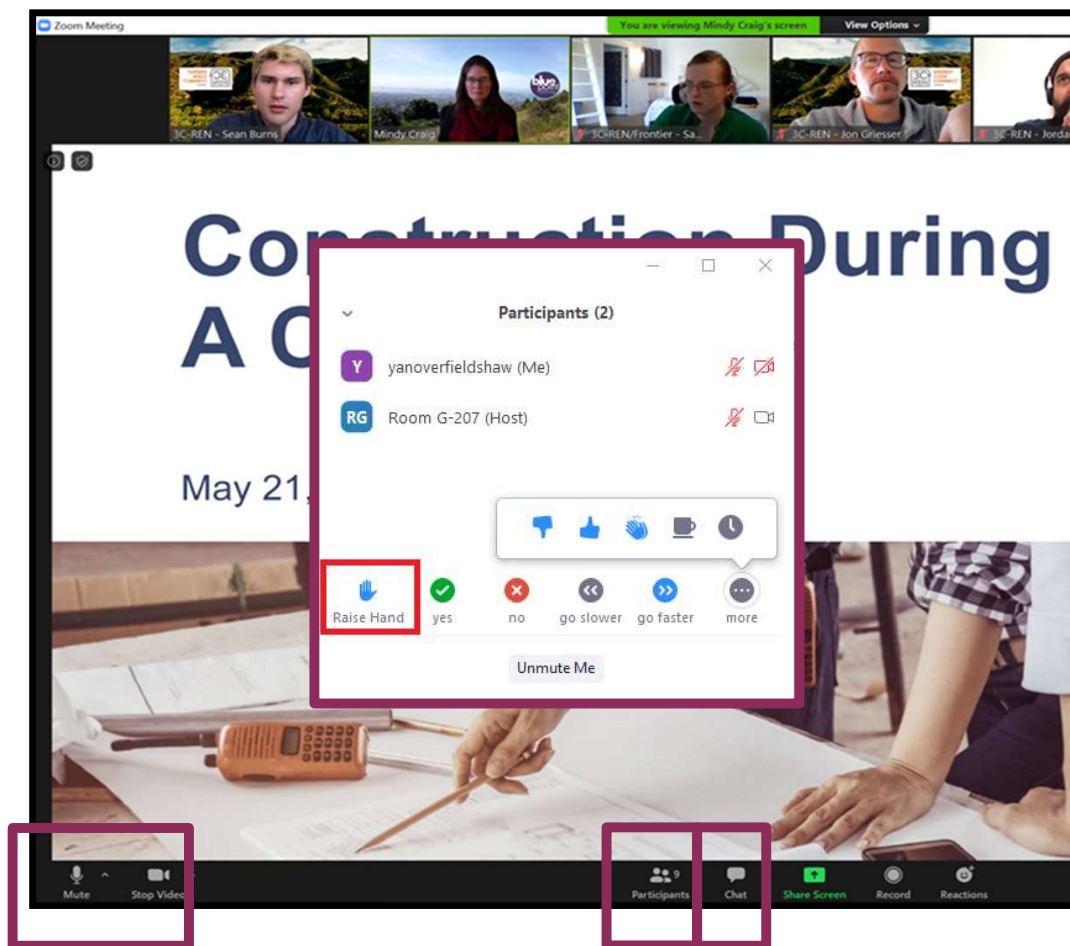 Zoom Meeting
You are viewing Mindy Craig's screen View Options
3C-REN - Sean Burns
Mindy Craig
blue
3C-REN/Frontier - Sa...
3C-REN - Jon Griesser
3C-REN - Jorda
Construction During
A C
May 21,
Participants (2)
Y yanoverfieldshaw (Me)
RG Room G-207 (Host)
Raise Hand yes no go slower go faster more
Unmute Me
Mute Stop Video Participants 9 Chat Share Screen Record Reactions